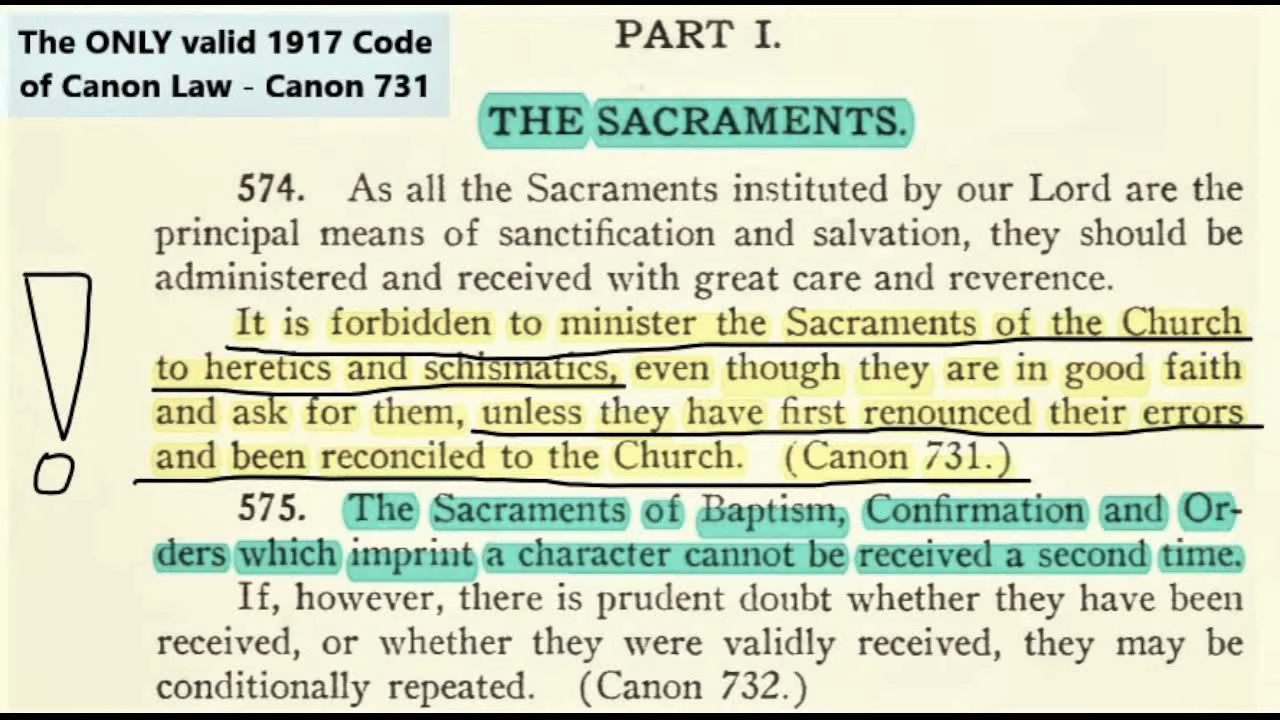 The ONLY valid 1917 Code
of Canon Law - Canon 731
PART I.
THE SACRAMENTS.
574. As all the Sacraments instituted by our Lord are the
principal means of sanctification and salvation, they should be
administered and received with great care and reverence.
It is forbidden to minister the Sacraments of the Church
to heretics and schismatics, even though they are in good faith
and ask for them, unless they have first renounced their errors
and been reconciled to the Church. (Canon 731.)
575. The Sacraments of Baptism, Confirmation and Or-
ders which imprint a character cannot be received a second time.
If, however, there is prudent doubt whether they have been
received, or whether they were validly received, they may be
conditionally repeated. (Canon 732.)
!